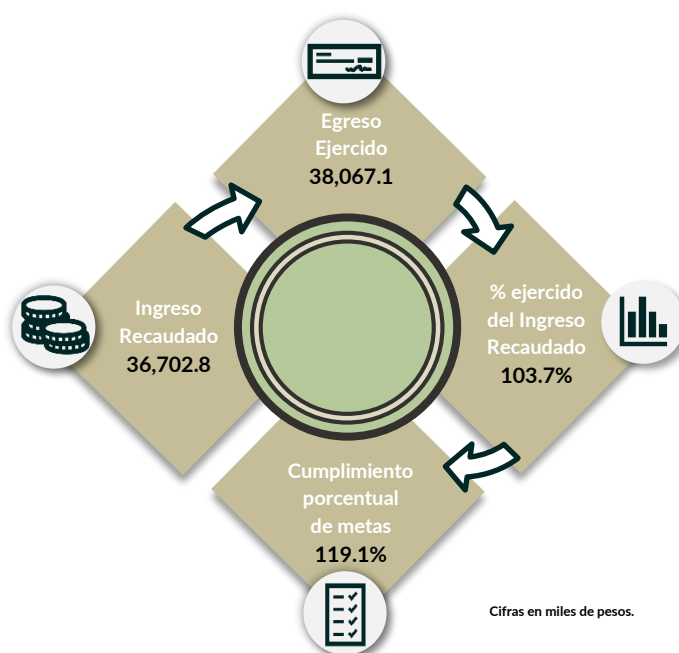 Egreso
Ejercido
38,067.1
Ingreso
Recaudado
36,702.8
% ejercido
del Ingreso
Recaudado
103.7%
Cumplimiento
porcentual
de metas
119.1%
Cifras en miles de pesos.